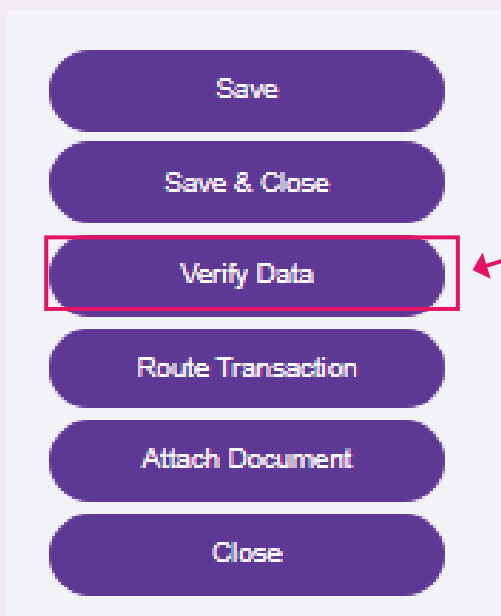 Save
Save & Close
Verify Data
Route Transaction
Attach Document
Close